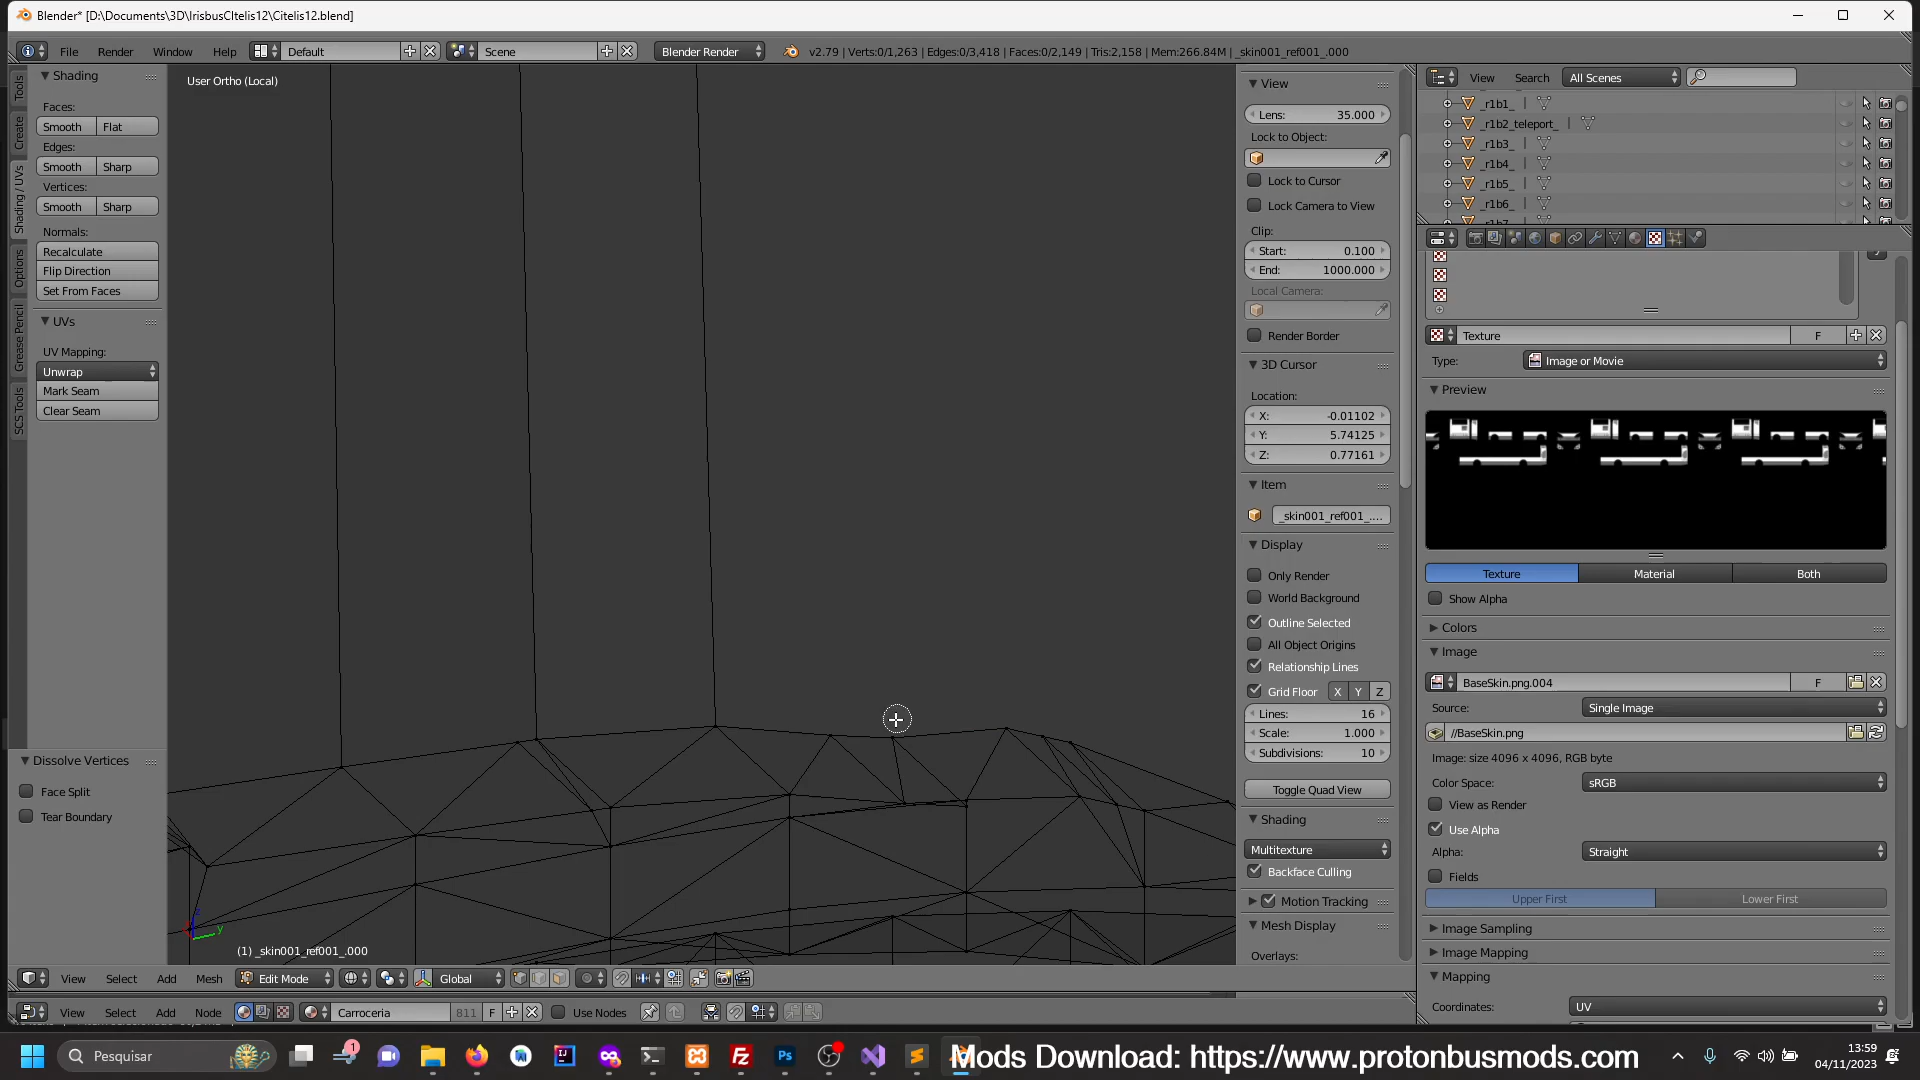 Blender* [D:\Documents\3D\IrisbusCItelis12\Citelis12.blend]
File Render Window Help Default Scene Blender Render v2.79 | Verts:0/1,263 | Edges:0/3,418 | Faces:0/2,149 | Tris:2,158 | Mem:266.84M | _skin001_ref001_.000
Tools
Create
Shading / UVs
Options
Grease Pencil
SCS Tools
Shading
Faces:
Smooth Flat
Edges:
Smooth Sharp
Vertices:
Smooth Sharp
Normals:
Recalculate
Flip Direction
Set From Faces
UVs
UV Mapping:
Unwrap
Mark Seam
Clear Seam
Dissolve Vertices
Face Split
Tear Boundary
User Ortho (Local)
z
y
(1) _skin001_ref001_.000
View
Lens: 35.000
Lock to Object:
Lock to Cursor
Lock Camera to View
Clip:
Start: 0.100
End: 1000.000
Local Camera:
Render Border
3D Cursor
Location:
X: -0.01102
Y: 5.74125
Z: 0.77161
Item
_skin001_ref001_....
Display
Only Render
World Background
Outline Selected
All Object Origins
Relationship Lines
Grid Floor X Y Z
Lines: 16
Scale: 1.000
Subdivisions: 10
Toggle Quad View
Shading
Multitexture
Backface Culling
Motion Tracking
Mesh Display
Overlays:
View Search All Scenes
_r1b1_
_r1b2_teleport_
_r1b3_
_r1b4_
_r1b5_
_r1b6_
_r1b7_
Texture F
Type: Image or Movie
Preview
Texture Material Both
Show Alpha
Colors
Image
BaseSkin.png.004 F
Source: Single Image
//BaseSkin.png
Image: size 4096 x 4096, RGB byte
Color Space: sRGB
View as Render
Use Alpha
Alpha: Straight
Fields
Upper First Lower First
Image Sampling
Image Mapping
Mapping
Coordinates: UV
View Select Add Mesh Edit Mode Global
View Select Add Node Carroceria 811 F Use Nodes
Pesquisar
1
Mods Download: https://www.protonbusmods.com
13:59
04/11/2023